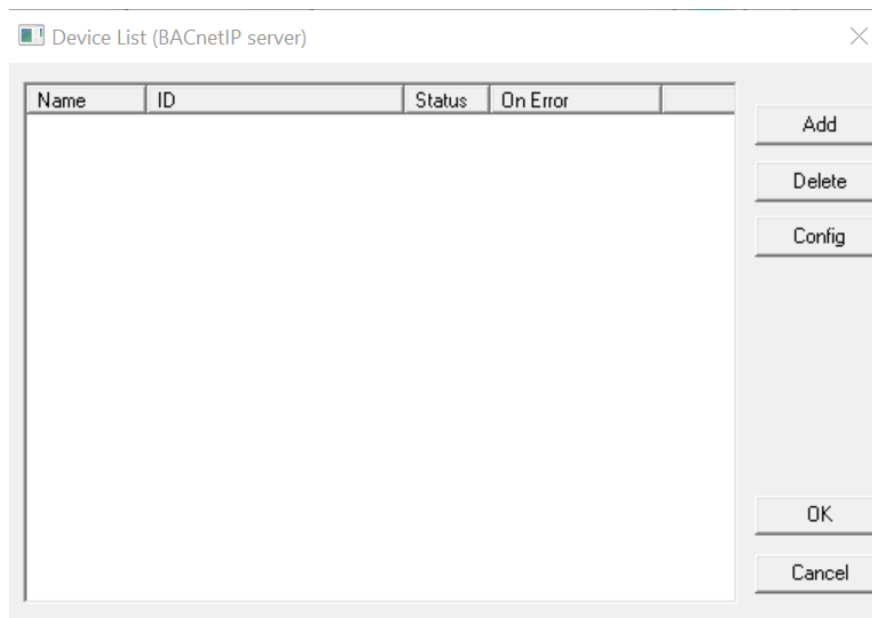 Device List (BACnetIP server)
Name ID Status On Error
Add
Delete
Config
OK
Cancel